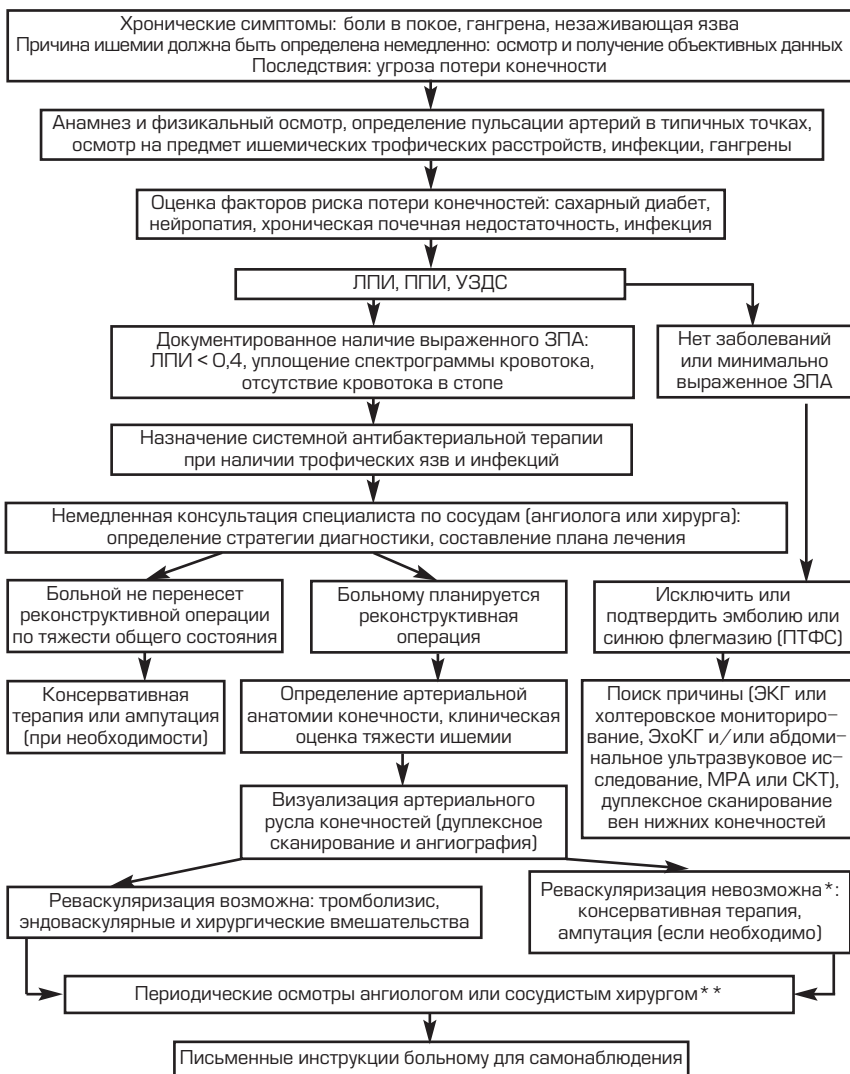 Хронические симптомы: боли в покое, гангрена, незаживающая язва
Причина ишемии должна быть определена немедленно: осмотр и получение объективных данных
Последствия: угроза потери конечности
Анамнез и физикальный осмотр, определение пульсации артерий в типичных точках,
осмотр на предмет ишемических трофических расстройств, инфекции, гангрены
Оценка факторов риска потери конечностей: сахарный диабет,
нейропатия, хроническая почечная недостаточность, инфекция
ЛПИ, ППИ, УЗДС
Документированное наличие выраженного ЗПА:
ЛПИ < 0,4, уплощение спектрограммы кровотока,
отсутствие кровотока в стопе
Нет заболеваний
или минимально
выраженное ЗПА
Назначение системной антибактериальной терапии
при наличии трофических язв и инфекций
Немедленная консультация специалиста по сосудам (ангиолога или хирурга):
определение стратегии диагностики, составление плана лечения
Больной не перенесет
реконструктивной операции
по тяжести общего состояния
Больному планируется
реконструктивная
операция
Исключить или
подтвердить эмболию или
синюю флегмазию (ПТФС)
Консервативная
терапия или ампутация
(при необходимости)
Определение артериальной
анатомии конечности, клиническая
оценка тяжести ишемии
Поиск причины (ЭКГ или
холтеровское мониториро-
вание, ЭхоКГ и/или абдоми-
нальное ультразвуковое ис-
следование, МРА или СКТ),
дуплексное сканирование
вен нижних конечностей
Визуализация артериального
русла конечностей (дуплексное
сканирование и ангиография)
Реваскуляризация возможна: тромболизис,
эндоваскулярные и хирургические вмешательства
Реваскуляризация невозможна*:
консервативная терапия,
ампутация (если необходимо)
Периодические осмотры ангиологом или сосудистым хирургом**
Письменные инструкции больному для самонаблюдения